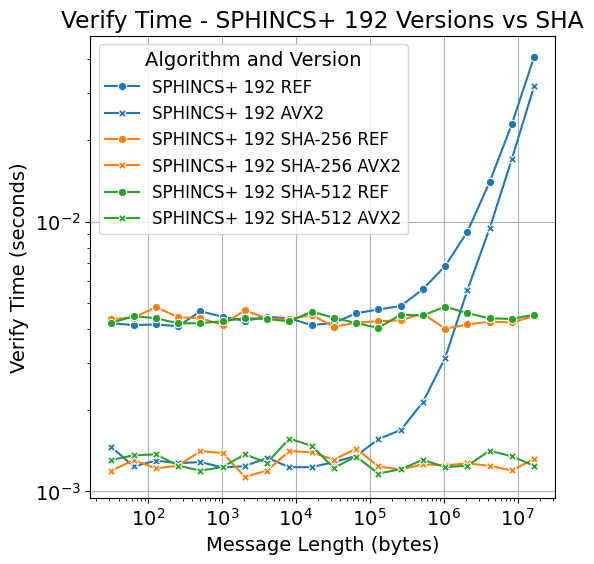 Verify Time - SPHINCS+ 192 Versions vs SHA
Algorithm and Version
SPHINCS+ 192 REF
SPHINCS+ 192 AVX2
SPHINCS+ 192 SHA-256 REF
SPHINCS+ 192 SHA-256 AVX2
SPHINCS+ 192 SHA-512 REF
SPHINCS+ 192 SHA-512 AVX2
Verify Time (seconds)
10⁻²
10⁻³
10² 10³ 10⁴ 10⁵ 10⁶ 10⁷
Message Length (bytes)